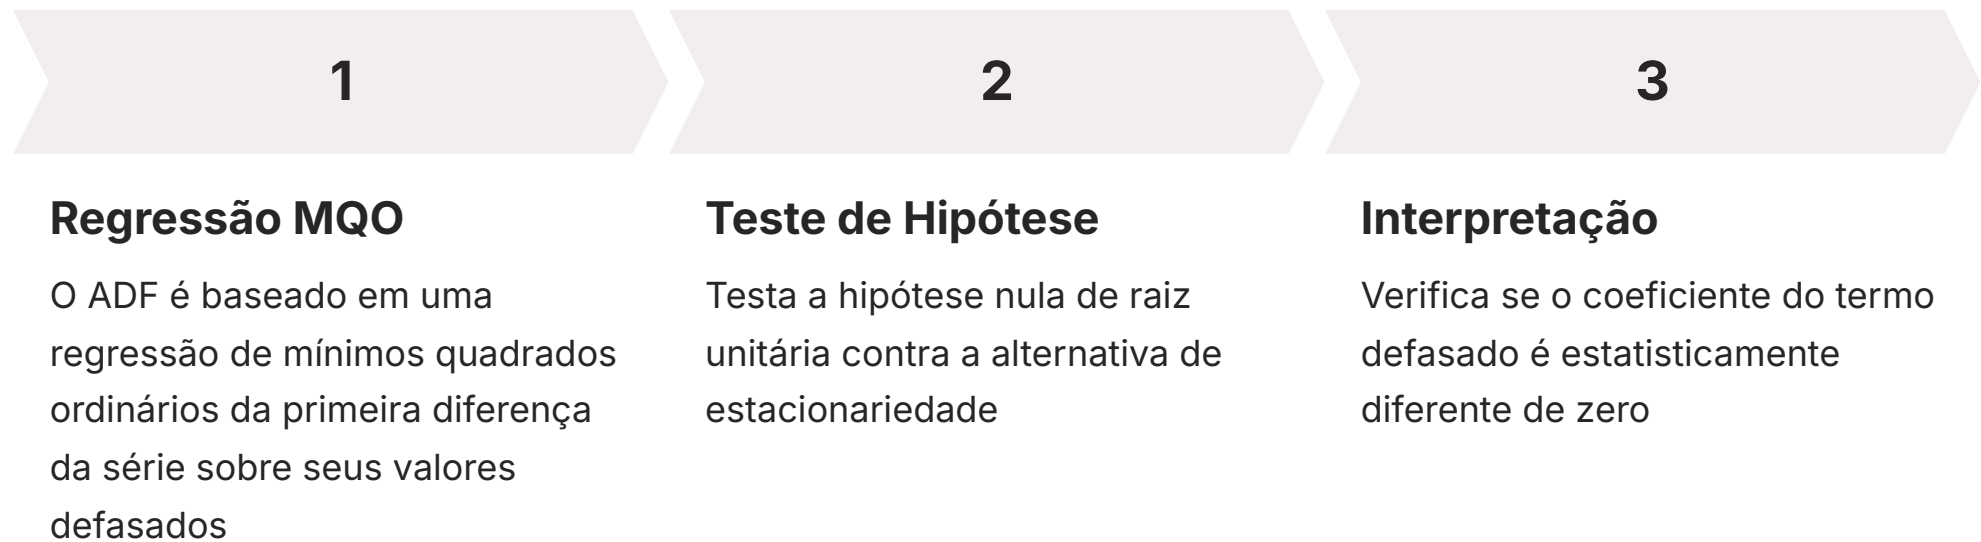 1
Regressão MQO
O ADF é baseado em uma
regressão de mínimos quadrados
ordinários da primeira diferença
da série sobre seus valores
defasados
2
Teste de Hipótese
Testa a hipótese nula de raiz
unitária contra a alternativa de
estacionariedade
3
Interpretação
Verifica se o coeficiente do termo
defasado é estatisticamente
diferente de zero